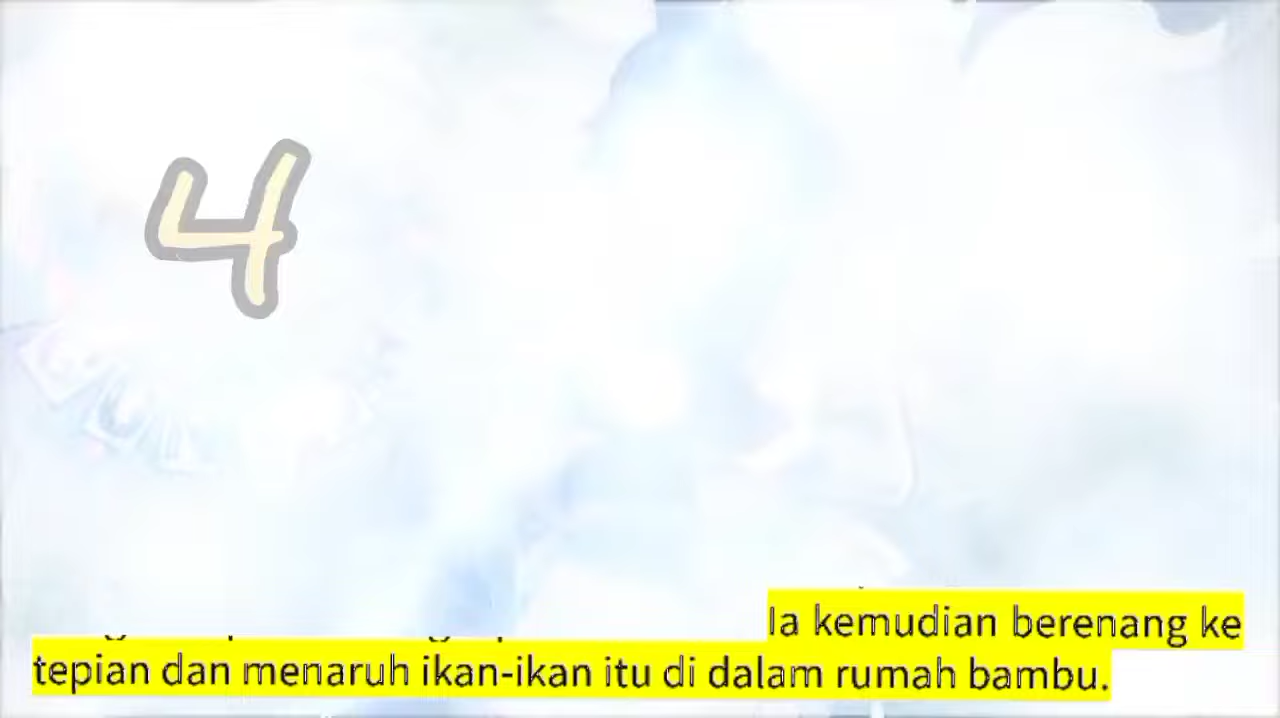 4
Ia kemudian berenang ke
tepian dan menaruh ikan-ikan itu di dalam rumah bambu.